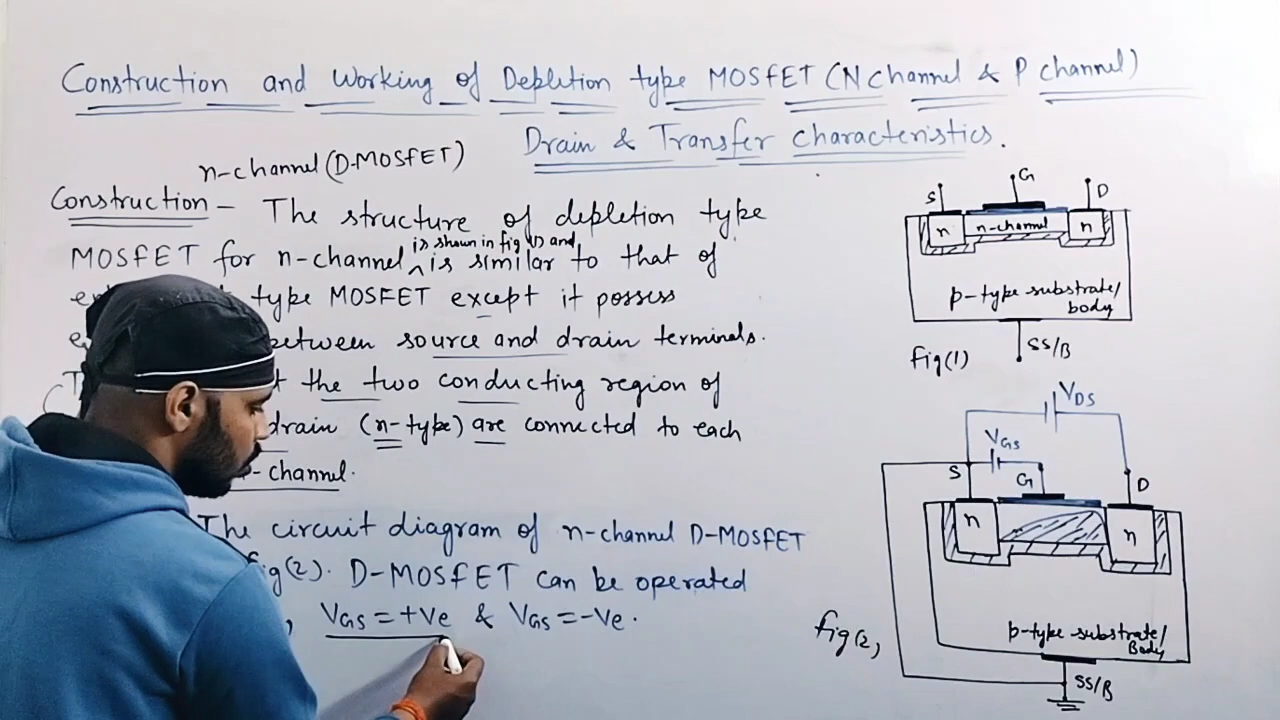 Construction and Working of Depletion type MOSFET (N Channel & P channel)
Drain & Transfer characteristics.
n-channel (D-MOSFET)
Construction - The structure of depletion type
MOSFET for n-channel is shown in fig (1) and is similar to that of
type MOSFET except it possess
between source and drain terminals.
the two conducting region of
drain (n-type) are connected to each
channel.
The circuit diagram of n-channel D-MOSFET
fig(2). D-MOSFET can be operated
, VGS = +Ve & VGS = -Ve.
S
G
D
n
n-channel
n
p-type substrate/
body
SS/B
fig(1)
VDS
VGS
S
G
D
n
n
p-type substrate/
Body
fig(2)
SS/B